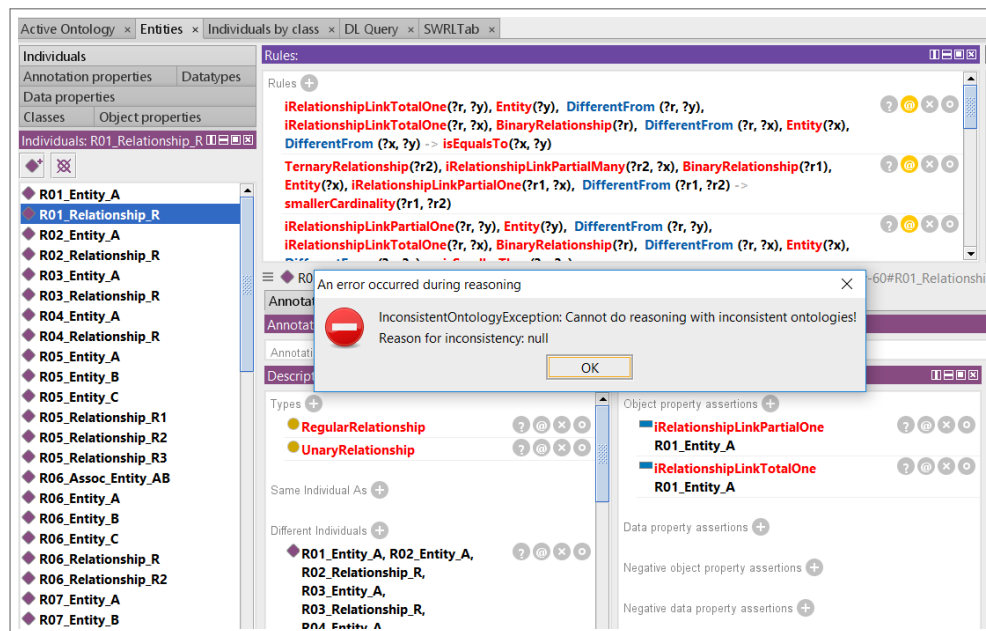 Active Ontology × Entities × Individuals by class × DL Query × SWRLTab ×
Individuals
Annotation properties Datatypes
Data properties
Classes Object properties
Individuals: R01_Relationship_R
R01_Entity_A
R01_Relationship_R
R02_Entity_A
R02_Relationship_R
R03_Entity_A
R03_Relationship_R
R04_Entity_A
R04_Relationship_R
R05_Entity_A
R05_Entity_B
R05_Entity_C
R05_Relationship_R1
R05_Relationship_R2
R05_Relationship_R3
R06_Assoc_Entity_AB
R06_Entity_A
R06_Entity_B
R06_Entity_C
R06_Relationship_R
R06_Relationship_R2
R07_Entity_A
R07_Entity_B
Rules:
Rules
iRelationshipLinkTotalOne(?r, ?y), Entity(?y), DifferentFrom (?r, ?y),
iRelationshipLinkTotalOne(?r, ?x), BinaryRelationship(?r), DifferentFrom (?r, ?x), Entity(?x),
DifferentFrom (?x, ?y) -> isEqualsTo(?x, ?y)
TernaryRelationship(?r2), iRelationshipLinkPartialMany(?r2, ?x), BinaryRelationship(?r1),
Entity(?x), iRelationshipLinkPartialOne(?r1, ?x), DifferentFrom (?r1, ?r2) ->
smallerCardinality(?r1, ?r2)
iRelationshipLinkPartialOne(?r, ?y), Entity(?y), DifferentFrom (?r, ?y),
iRelationshipLinkTotalOne(?r, ?x), BinaryRelationship(?r), DifferentFrom (?r, ?x), Entity(?x),
R0
-60#R01_Relationshi
Annotat
Annotat
Annotati
An error occurred during reasoning
InconsistentOntologyException: Cannot do reasoning with inconsistent ontologies!
Reason for inconsistency: null
OK
Descript
Types
RegularRelationship
UnaryRelationship
Same Individual As
Different Individuals
R01_Entity_A, R02_Entity_A,
R02_Relationship_R,
R03_Entity_A,
R03_Relationship_R,
R04_Entity_A
Object property assertions
iRelationshipLinkPartialOne
R01_Entity_A
iRelationshipLinkTotalOne
R01_Entity_A
Data property assertions
Negative object property assertions
Negative data property assertions